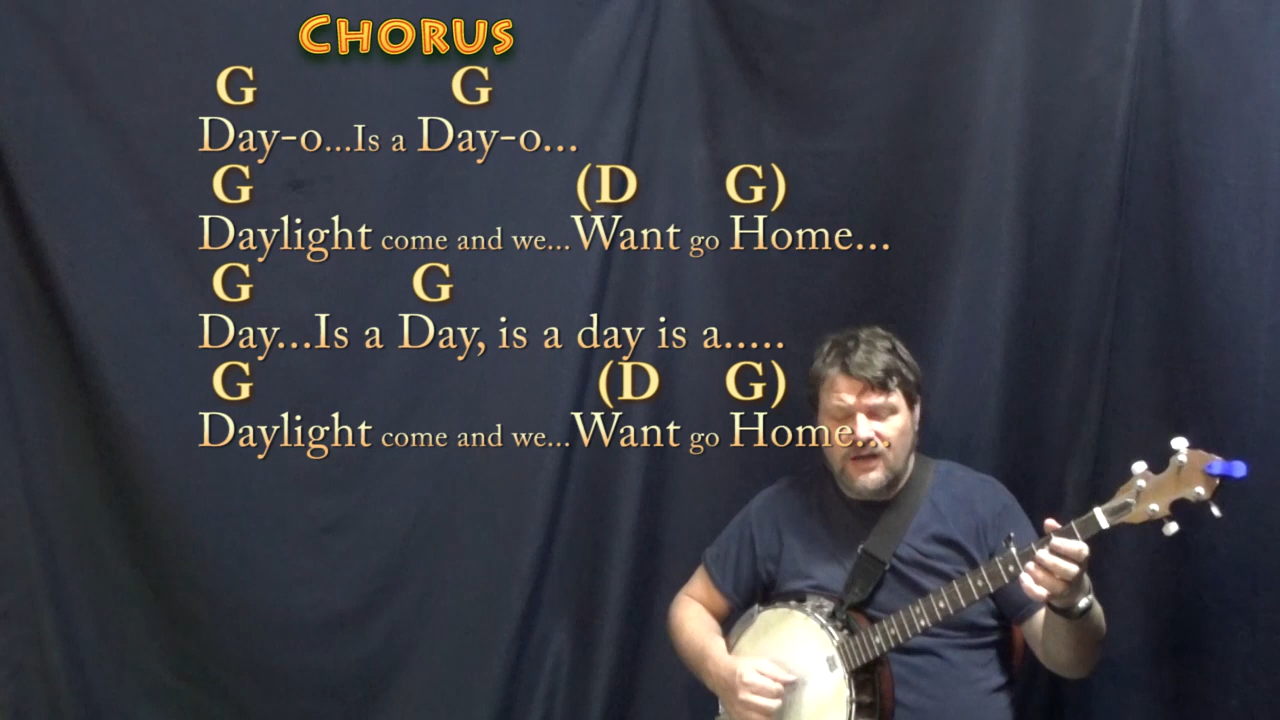 CHORUS
G G
Day-o...Is a Day-o...
G (D G)
Daylight come and we...Want go Home...
G G
Day...Is a Day, is a day is a.....
G (D G)
Daylight come and we...Want go Home...